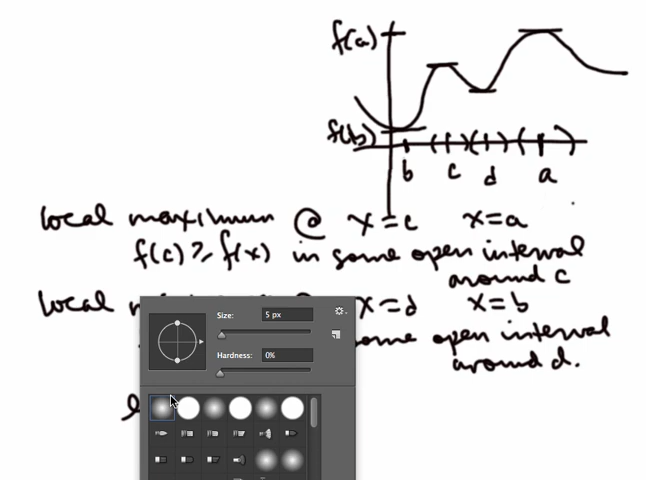 f(a)
f(b)
b c d a
local maximum @ x=c x=a
f(c) ≥ f(x) in some open interval
around c
local @ x=d x=b
some open interval
around d.
Size: 5 px
Hardness: 0%